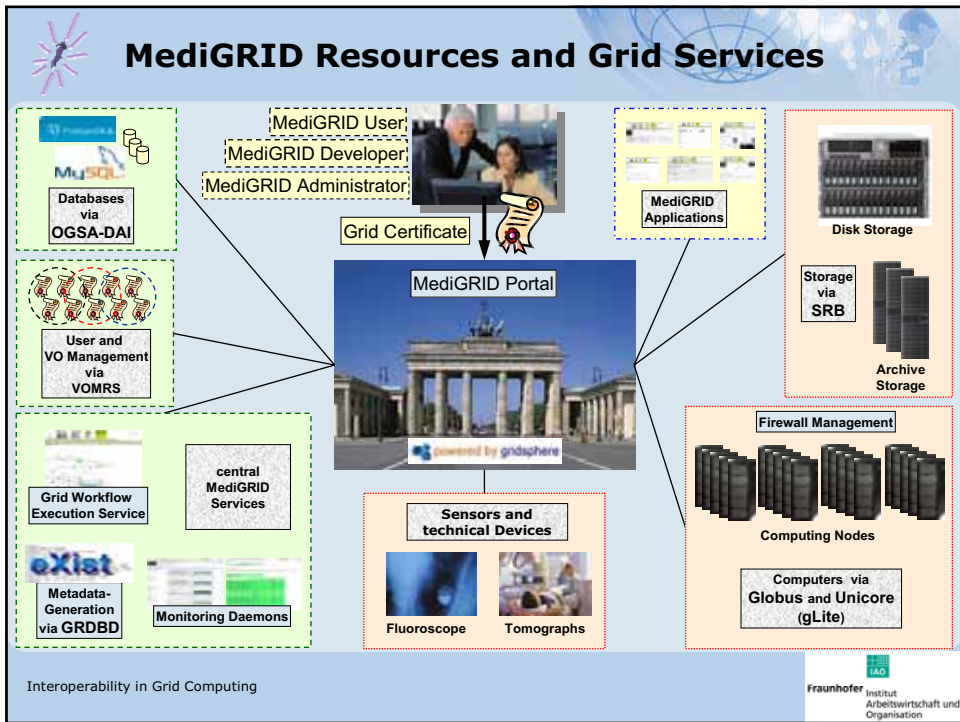 MediGRID Resources and Grid Services
PostgreSQL
MySQL
Databases
via
OGSA-DAI
MediGRID User
MediGRID Developer
MediGRID Administrator
Grid Certificate
MediGRID
Applications
Disk Storage
Storage
via
SRB
Archive
Storage
User and
VO Management
via
VOMRS
MediGRID Portal
powered by gridsphere
Grid Workflow
Execution Service
central
MediGRID
Services
eXist
Metadata-
Generation
via GRDBD
Monitoring Daemons
Sensors and
technical Devices
Fluoroscope
Tomographs
Firewall Management
Computing Nodes
Computers via
Globus and Unicore
(gLite)
Interoperability in Grid Computing
IAO
Fraunhofer Institut
Arbeitswirtschaft und
Organisation